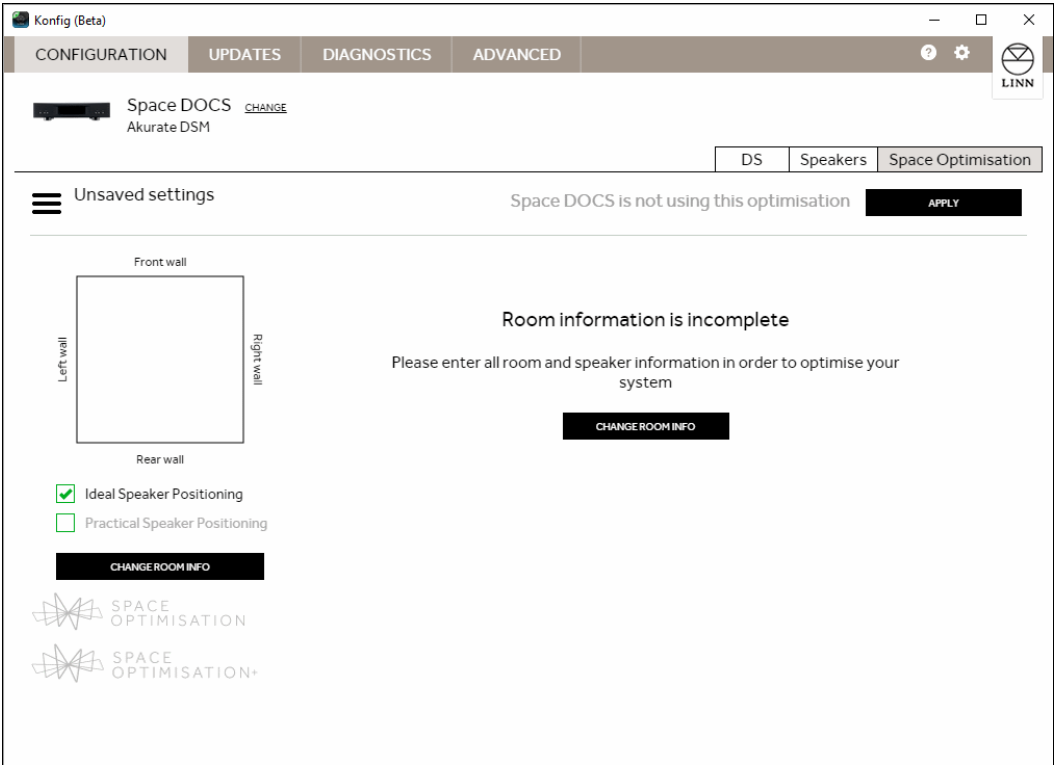 Konfig (Beta)
CONFIGURATION UPDATES DIAGNOSTICS ADVANCED
?
LINN
Space DOCS CHANGE
Akurate DSM
DS Speakers Space Optimisation
Unsaved settings
Space DOCS is not using this optimisation APPLY
Front wall
Left wall
Right wall
Rear wall
Room information is incomplete
Please enter all room and speaker information in order to optimise your
system
CHANGE ROOM INFO
Ideal Speaker Positioning
Practical Speaker Positioning
CHANGE ROOM INFO
SPACE
OPTIMISATION
SPACE
OPTIMISATION+